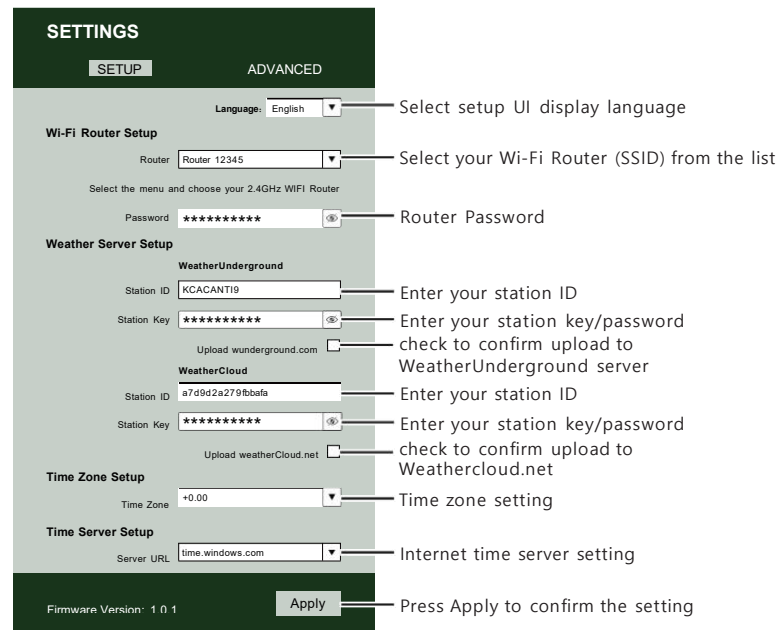 SETTINGS
SETUP
ADVANCED
Language: English ▼
Select setup UI display language
Wi-Fi Router Setup
Router Router 12345 ▼
Select your Wi-Fi Router (SSID) from the list
Select the menu and choose your 2.4GHz WIFI Router
Password **********
Router Password
Weather Server Setup
WeatherUnderground
Station ID KCACANTI9
Enter your station ID
Station Key **********
Enter your station key/password
Upload wunderground.com
check to confirm upload to
WeatherUnderground server
WeatherCloud
Station ID a7d9d2a279fbbafa
Enter your station ID
Station Key **********
Enter your station key/password
Upload weatherCloud.net
check to confirm upload to
Weathercloud.net
Time Zone Setup
Time Zone +0.00 ▼
Time zone setting
Time Server Setup
Server URL time.windows.com ▼
Internet time server setting
Firmware Version: 1.0.1
Apply
Press Apply to confirm the setting